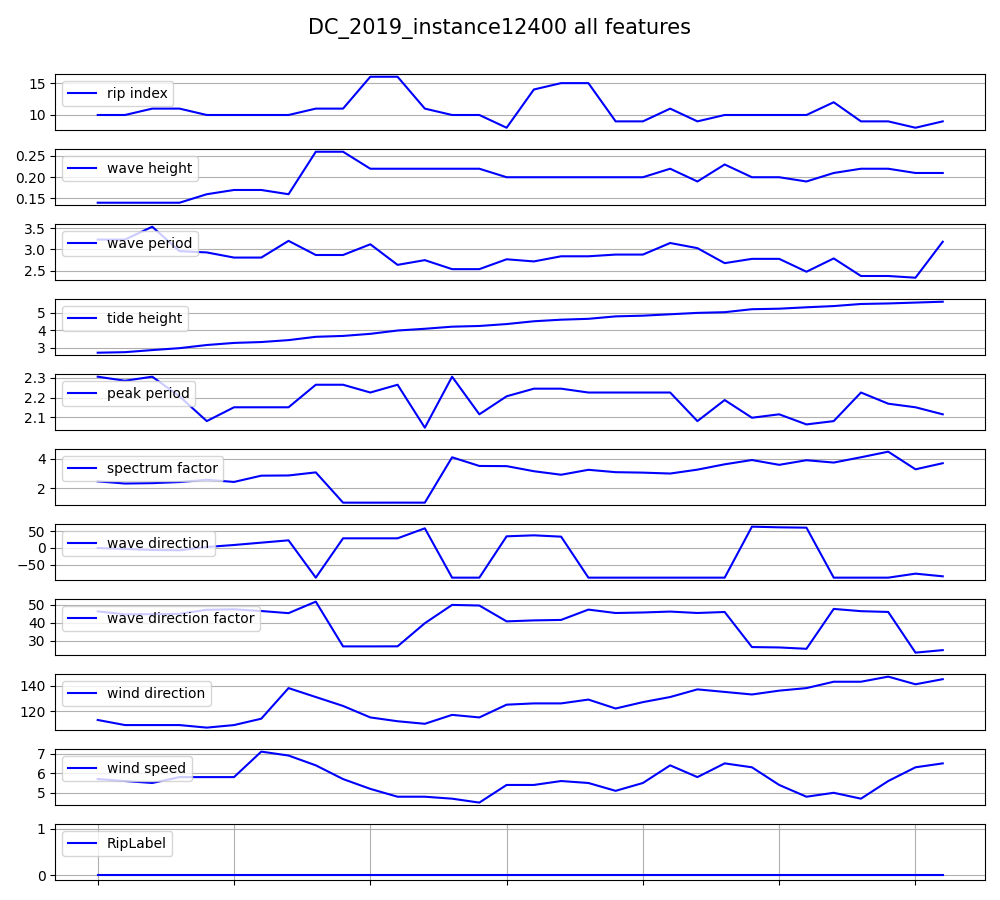 DC_2019_instance12400 all features
15
10
rip index
0.25
0.20
0.15
wave height
3.5
3.0
2.5
wave period
5
4
3
tide height
2.3
2.2
2.1
peak period
4
2
spectrum factor
50
0
−50
wave direction
50
40
30
wave direction factor
140
120
wind direction
7
6
5
wind speed
1
0
RipLabel